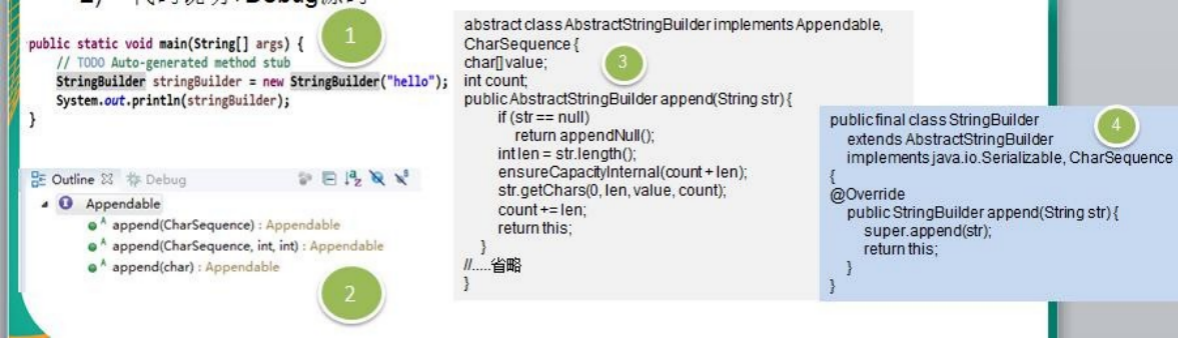 public static void main(String[] args) {
// TODO Auto-generated method stub
StringBuilder stringBuilder = new StringBuilder("hello");
System.out.println(stringBuilder);
}
1
Outline Debug
Appendable
append(CharSequence) : Appendable
append(CharSequence, int, int) : Appendable
append(char) : Appendable
2
abstract class AbstractStringBuilder implements Appendable,
CharSequence {
char[] value;
int count;
public AbstractStringBuilder append(String str) {
if (str == null)
return appendNull();
int len = str.length();
ensureCapacityInternal(count + len);
str.getChars(0, len, value, count);
count += len;
return this;
}
//.....省略
}
3
public final class StringBuilder
extends AbstractStringBuilder
implements java.io.Serializable, CharSequence
{
@Override
public StringBuilder append(String str) {
super.append(str);
return this;
}
}
4